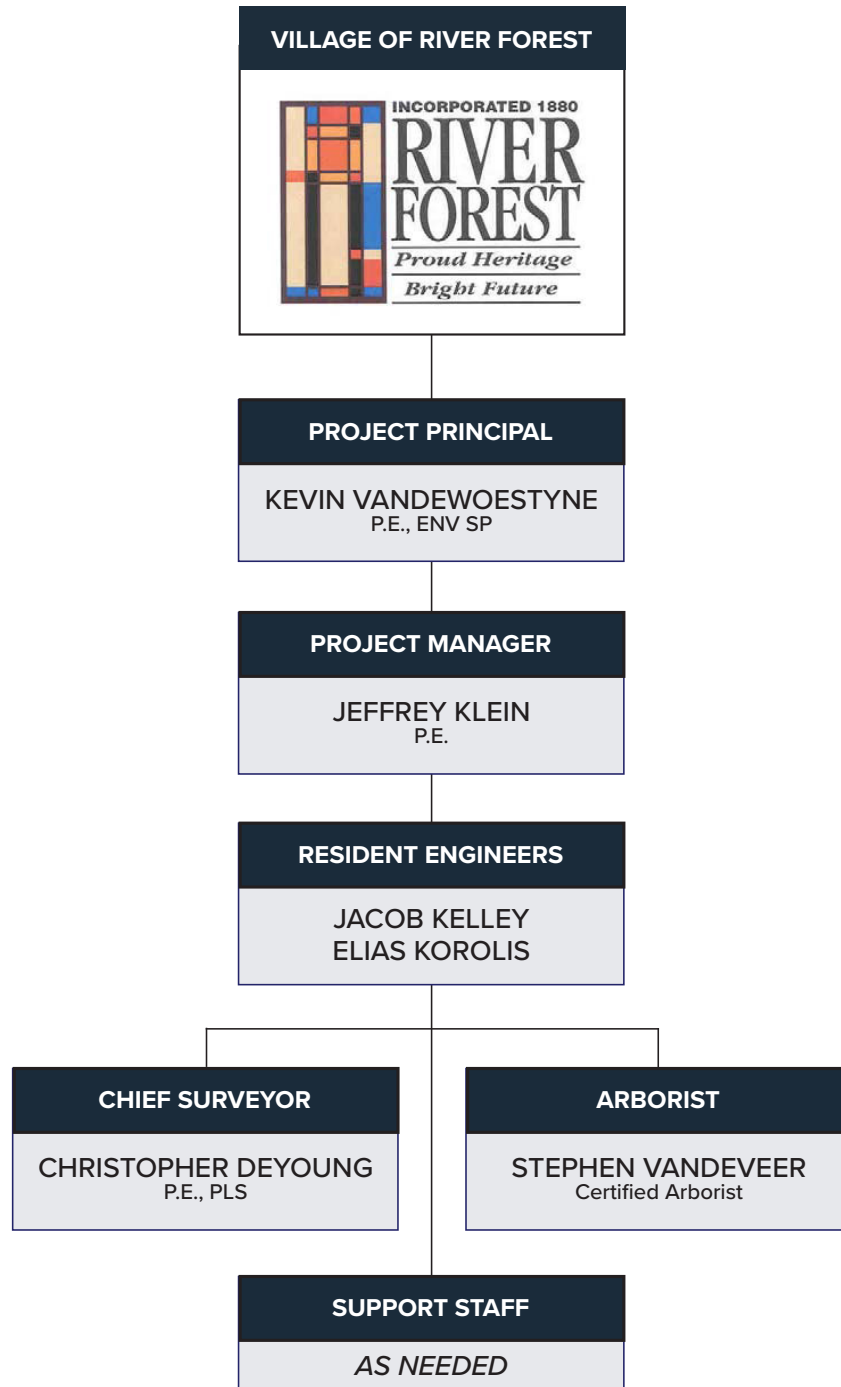 VILLAGE OF RIVER FOREST
INCORPORATED 1880
RIVER
FOREST
Proud Heritage
Bright Future
PROJECT PRINCIPAL
KEVIN VANDEWOESTYNE
P.E., ENV SP
PROJECT MANAGER
JEFFREY KLEIN
P.E.
RESIDENT ENGINEERS
JACOB KELLEY
ELIAS KOROLIS
CHIEF SURVEYOR
CHRISTOPHER DEYOUNG
P.E., PLS
ARBORIST
STEPHEN VANDEVEER
Certified Arborist
SUPPORT STAFF
AS NEEDED